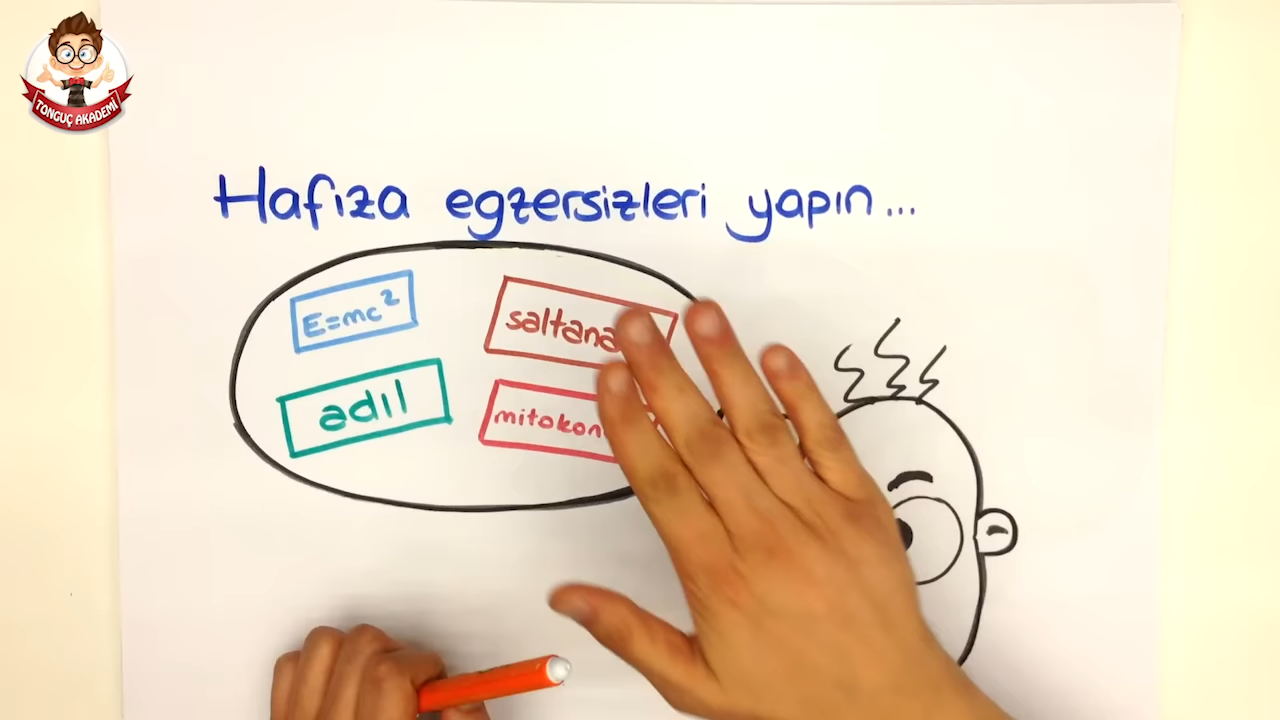 TONGUÇ AKADEMİ
Hafıza egzersizleri yapın...
E=mc²
adıl